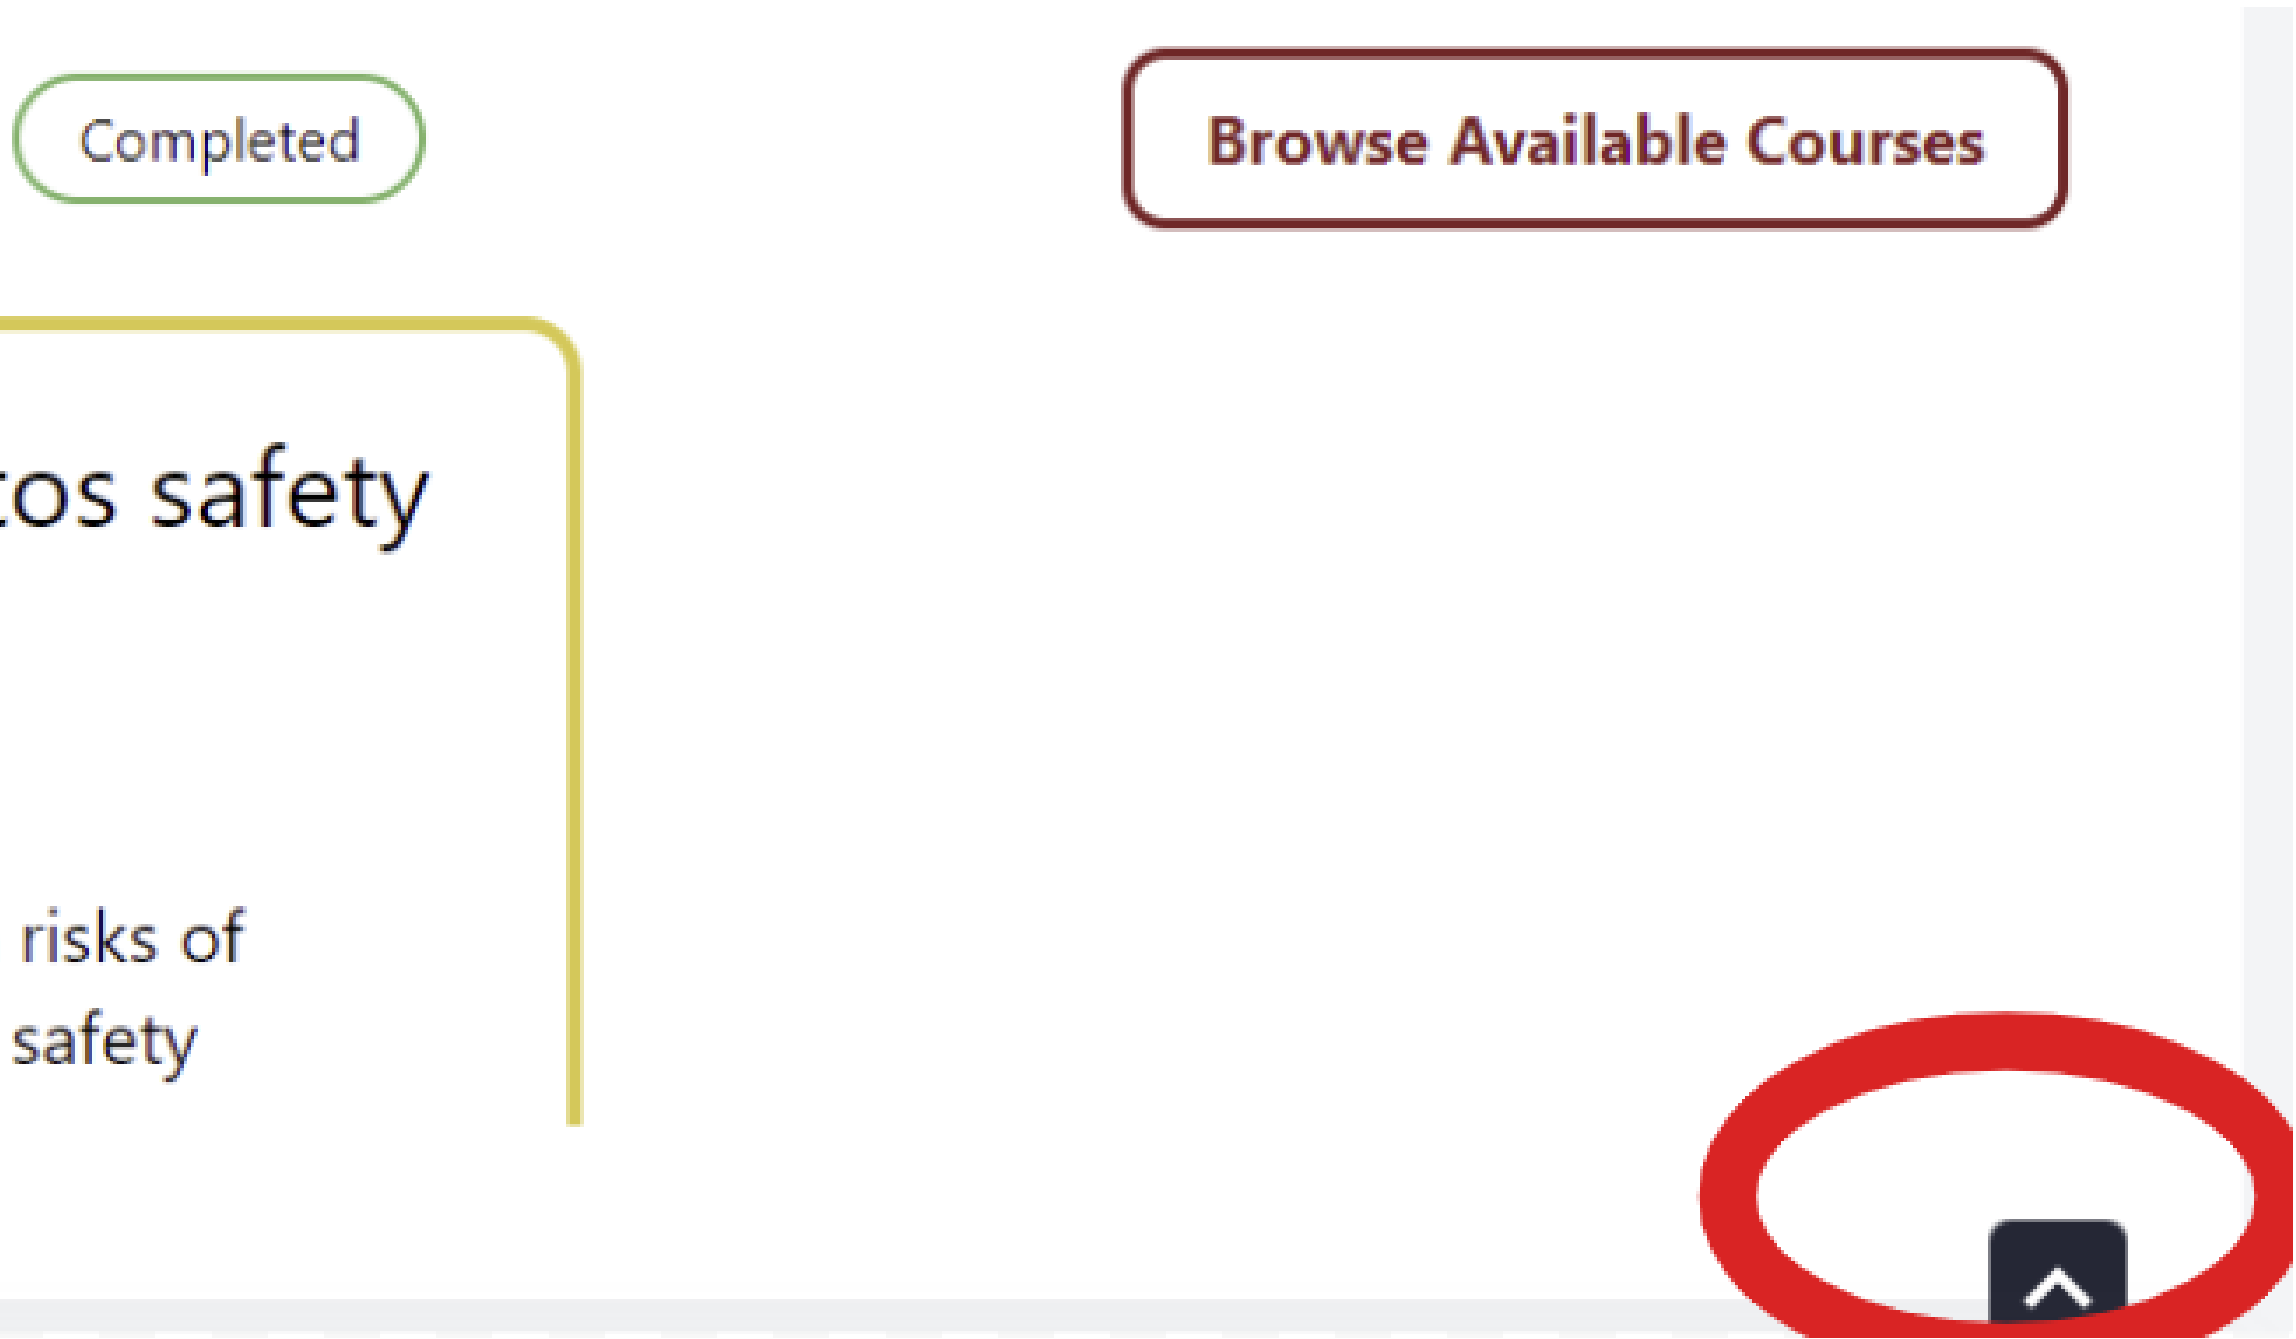 Completed
Browse Available Courses
tos safety
risks of
safety